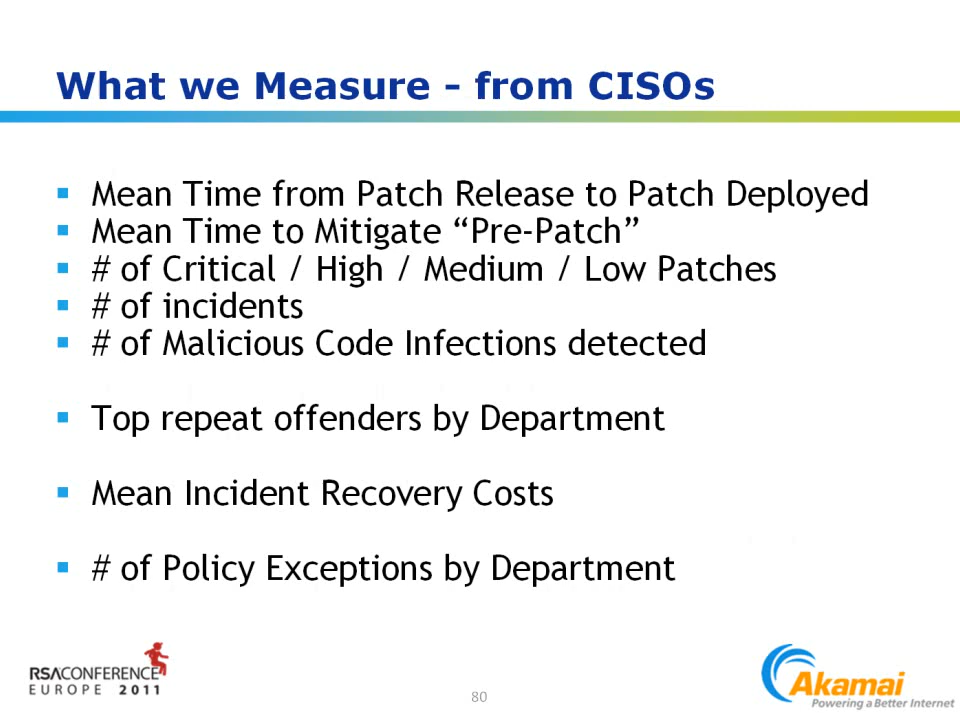 What we Measure - from CISOs
▪ Mean Time from Patch Release to Patch Deployed
▪ Mean Time to Mitigate “Pre-Patch”
▪ # of Critical / High / Medium / Low Patches
▪ # of incidents
▪ # of Malicious Code Infections detected
▪ Top repeat offenders by Department
▪ Mean Incident Recovery Costs
▪ # of Policy Exceptions by Department
RSACONFERENCE
EUROPE 2011
80
Akamai
Powering a Better Internet